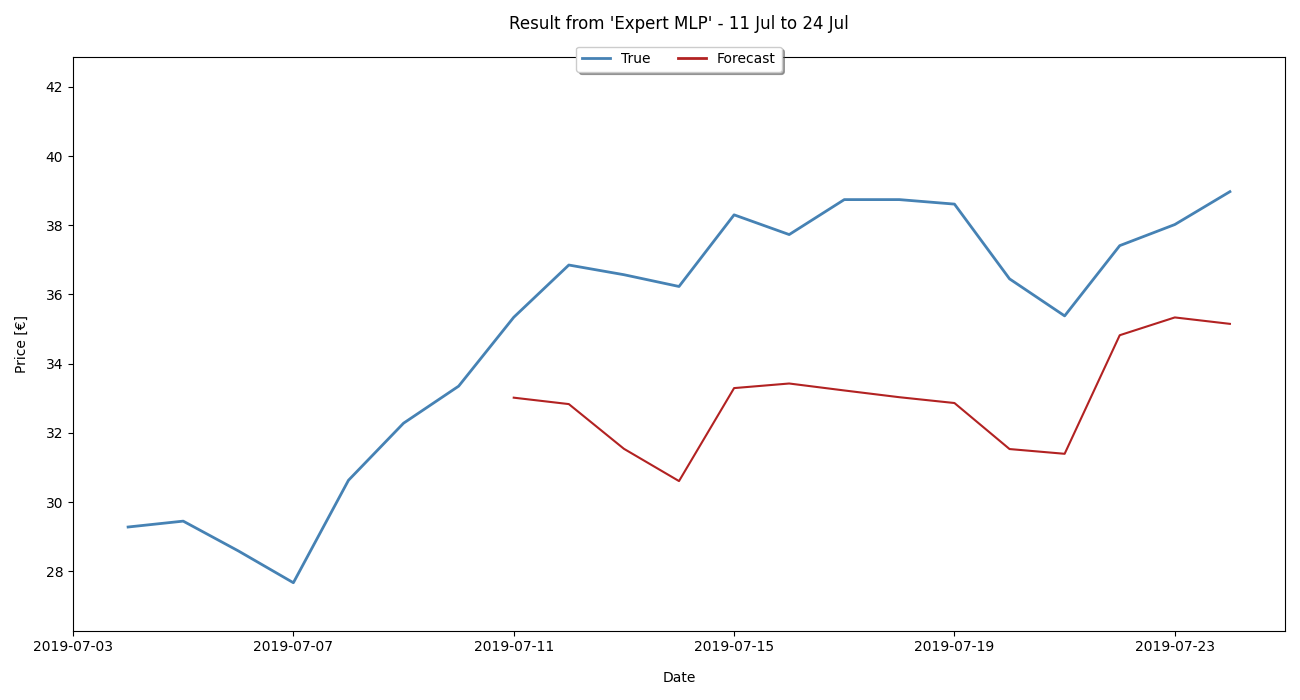 Result from 'Expert MLP' - 11 Jul to 24 Jul
True Forecast
42
40
38
36
34
32
30
28
Price [€]
2019-07-03 2019-07-07 2019-07-11 2019-07-15 2019-07-19 2019-07-23
Date